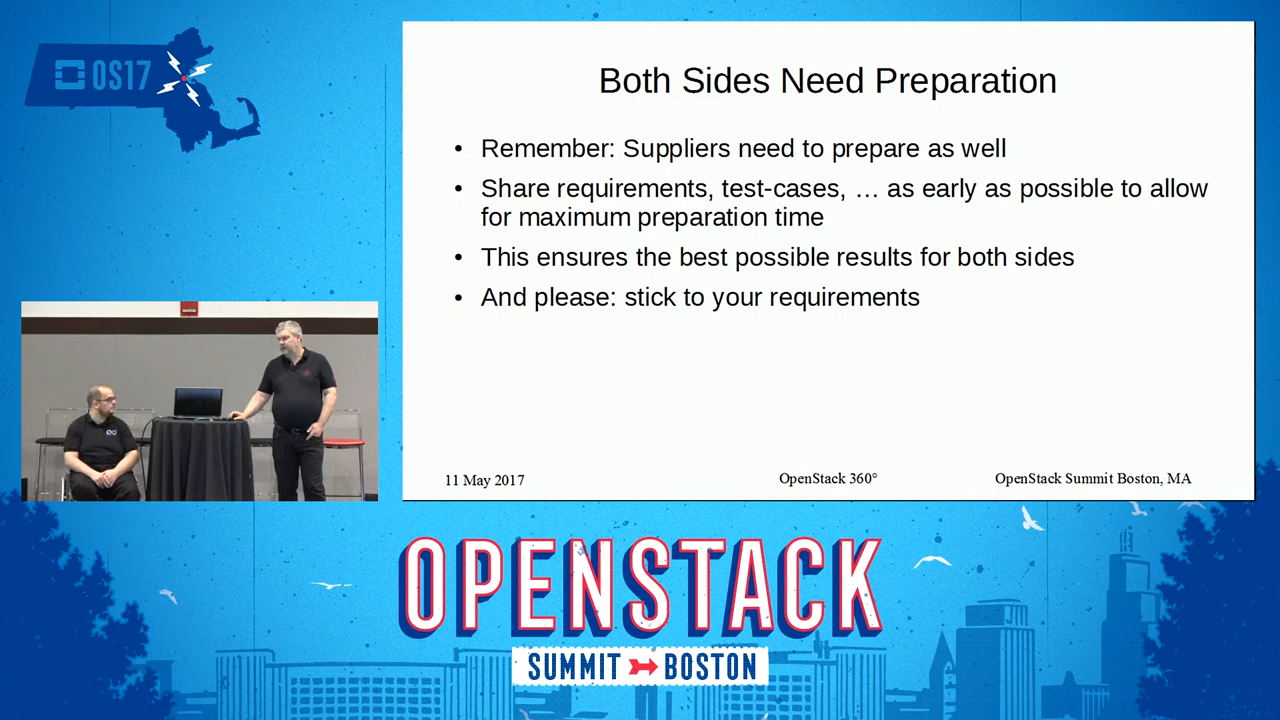 OS17
Both Sides Need Preparation
• Remember: Suppliers need to prepare as well
• Share requirements, test-cases, … as early as possible to allow
for maximum preparation time
• This ensures the best possible results for both sides
• And please: stick to your requirements
11 May 2017
OpenStack 360°
OpenStack Summit Boston, MA
OPENSTACK
SUMMIT BOSTON